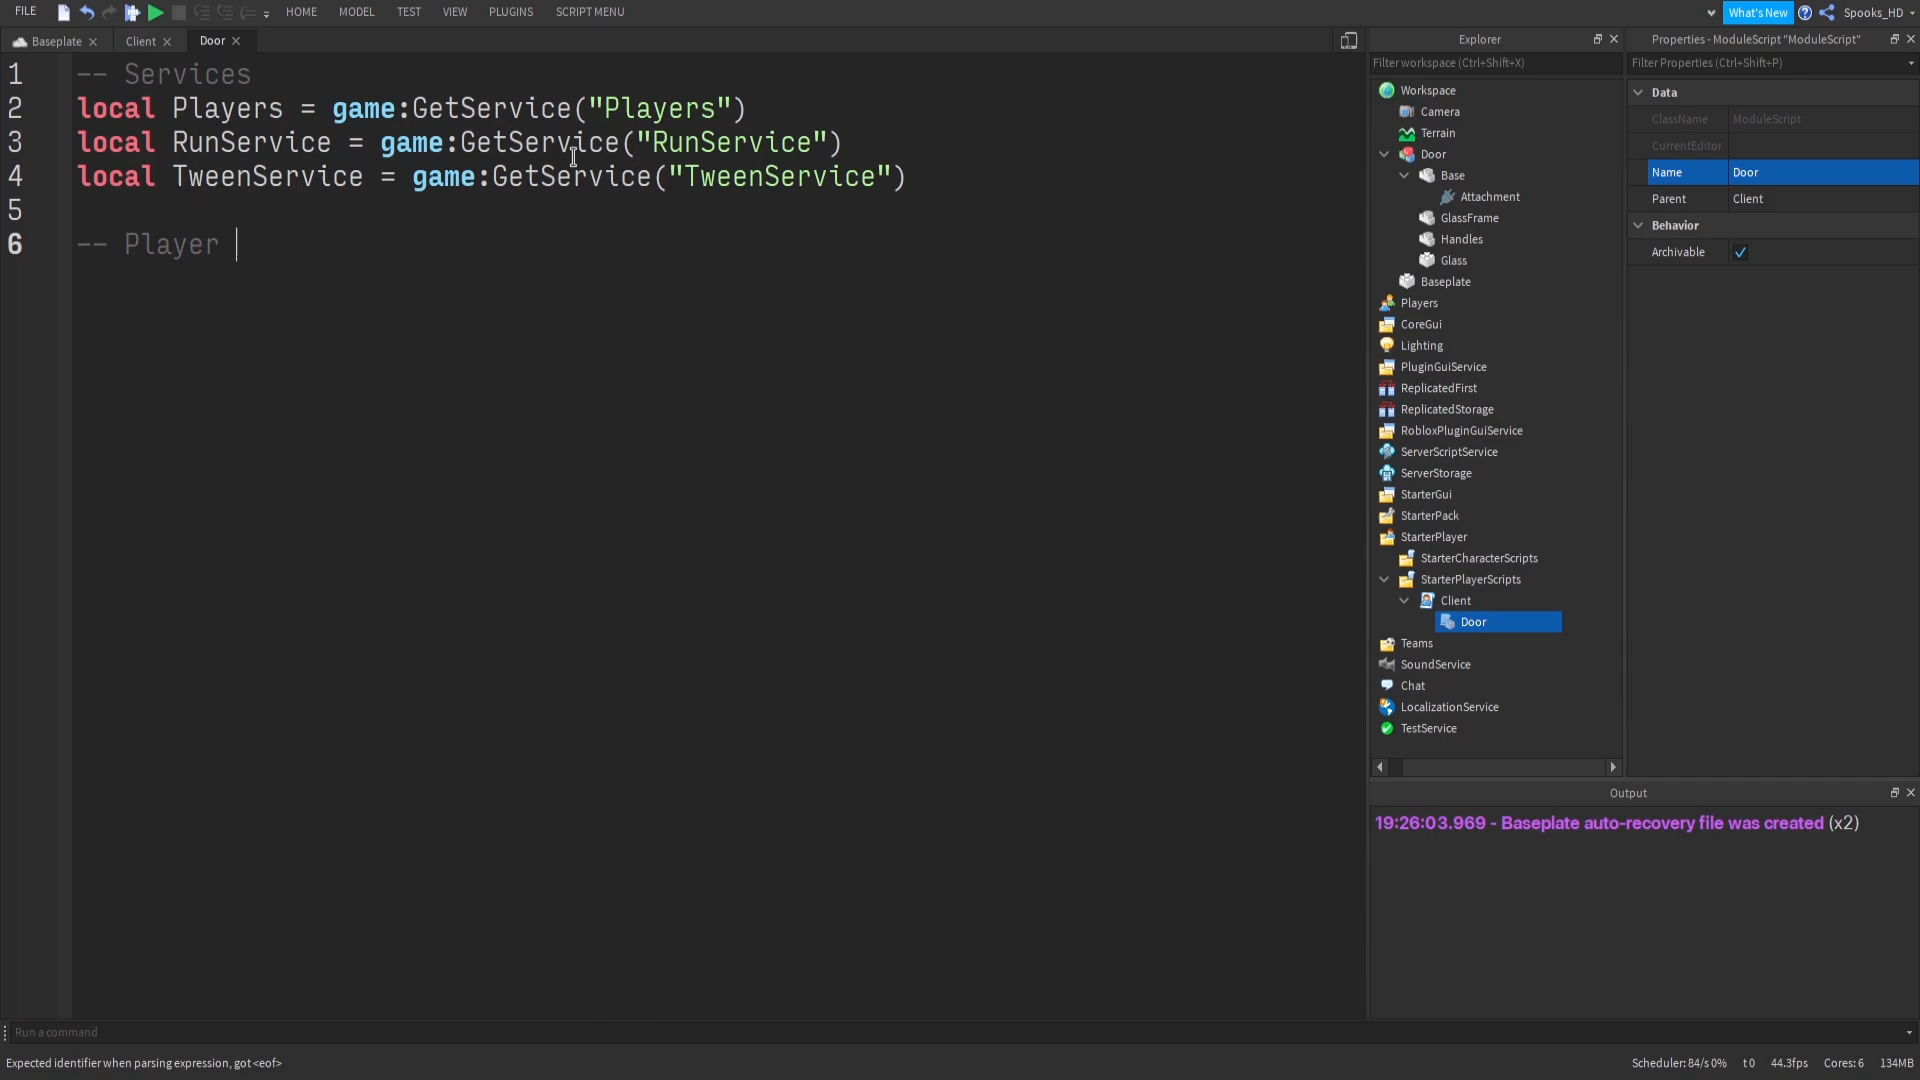 FILE HOME MODEL TEST VIEW PLUGINS SCRIPT MENU What's New Spooks_HD
Baseplate Client Door
1 -- Services
2 local Players = game:GetService("Players")
3 local RunService = game:GetService("RunService")
4 local TweenService = game:GetService("TweenService")
5
6 -- Player
Explorer
Filter workspace (Ctrl+Shift+X)
Workspace
Camera
Terrain
Door
Base
Attachment
GlassFrame
Handles
Glass
Baseplate
Players
CoreGui
Lighting
PluginGuiService
ReplicatedFirst
ReplicatedStorage
RobloxPluginGuiService
ServerScriptService
ServerStorage
StarterGui
StarterPack
StarterPlayer
StarterCharacterScripts
StarterPlayerScripts
Client
Door
Teams
SoundService
Chat
LocalizationService
TestService
Properties - ModuleScript "ModuleScript"
Filter Properties (Ctrl+Shift+P)
Data
ClassName ModuleScript
CurrentEditor
Name Door
Parent Client
Behavior
Archivable
Output
19:26:03.969 - Baseplate auto-recovery file was created (x2)
Run a command
Expected identifier when parsing expression, got <eof>
Scheduler: 84/s 0% t 0 44.3fps Cores: 6 134MB